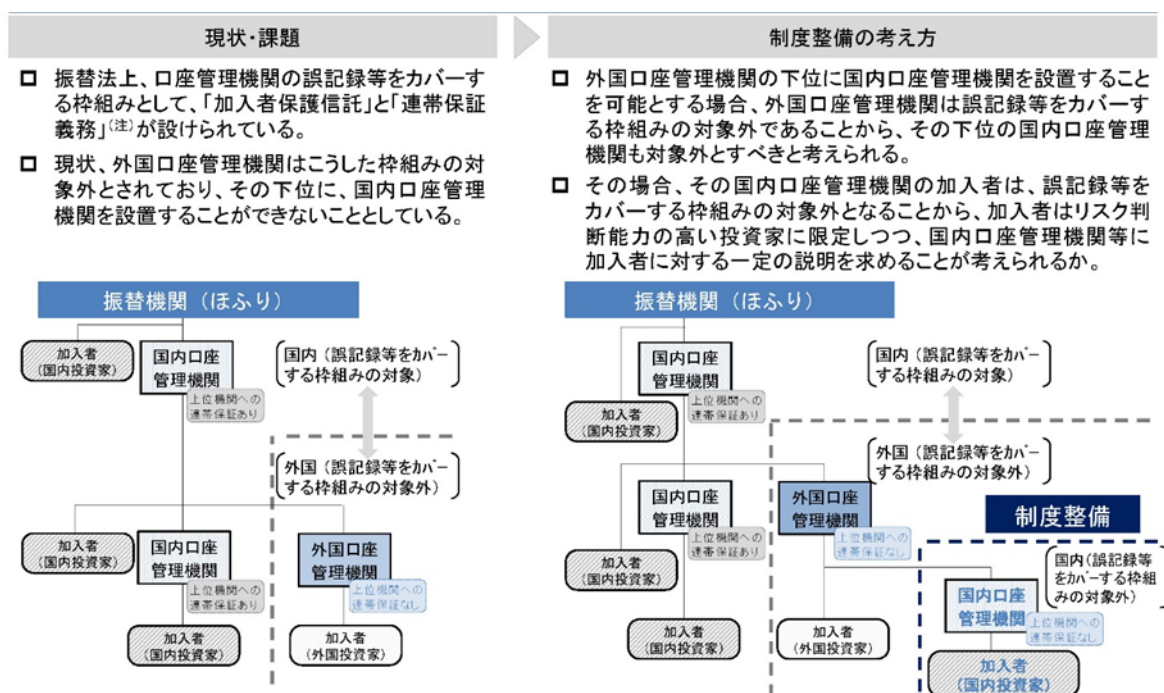 現状・課題
振替法上、口座管理機関の誤記録等をカバーす
る枠組みとして、「加入者保護信託」と「連帯保証
義務」(注)が設けられている。
現状、外国口座管理機関はこうした枠組みの対
象外とされており、その下位に、国内口座管理
機関を設置することができないこととしている。
振替機関（ほふり）
加入者
(国内投資家)
国内口座
管理機関
上位機関への
連帯保証あり
国内（誤記録等をカバー
する枠組みの対象）
外国（誤記録等をカバー
する枠組みの対象外）
加入者
(国内投資家)
国内口座
管理機関
上位機関への
連帯保証あり
外国口座
管理機関
上位機関への
連帯保証なし
加入者
(国内投資家)
加入者
(外国投資家)
制度整備の考え方
外国口座管理機関の下位に国内口座管理機関を設置すること
を可能とする場合、外国口座管理機関は誤記録等をカバーす
る枠組みの対象外であることから、その下位の国内口座管理
機関も対象外とすべきと考えられる。
その場合、その国内口座管理機関の加入者は、誤記録等を
カバーする枠組みの対象外となることから、加入者はリスク判
断能力の高い投資家に限定しつつ、国内口座管理機関等に
加入者に対する一定の説明を求めることが考えられるか。
振替機関（ほふり）
国内口座
管理機関
上位機関への
連帯保証あり
加入者
(国内投資家)
国内（誤記録等をカバー
する枠組みの対象）
外国（誤記録等をカバー
する枠組みの対象外）
国内口座
管理機関
上位機関への
連帯保証あり
外国口座
管理機関
上位機関への
連帯保証なし
加入者
(国内投資家)
加入者
(国内投資家)
加入者
(外国投資家)
制度整備
国内(誤記録等
をカバーする枠組
みの対象外)
国内口座
管理機関
上位機関への
連帯保証なし
加入者
(国内投資家)